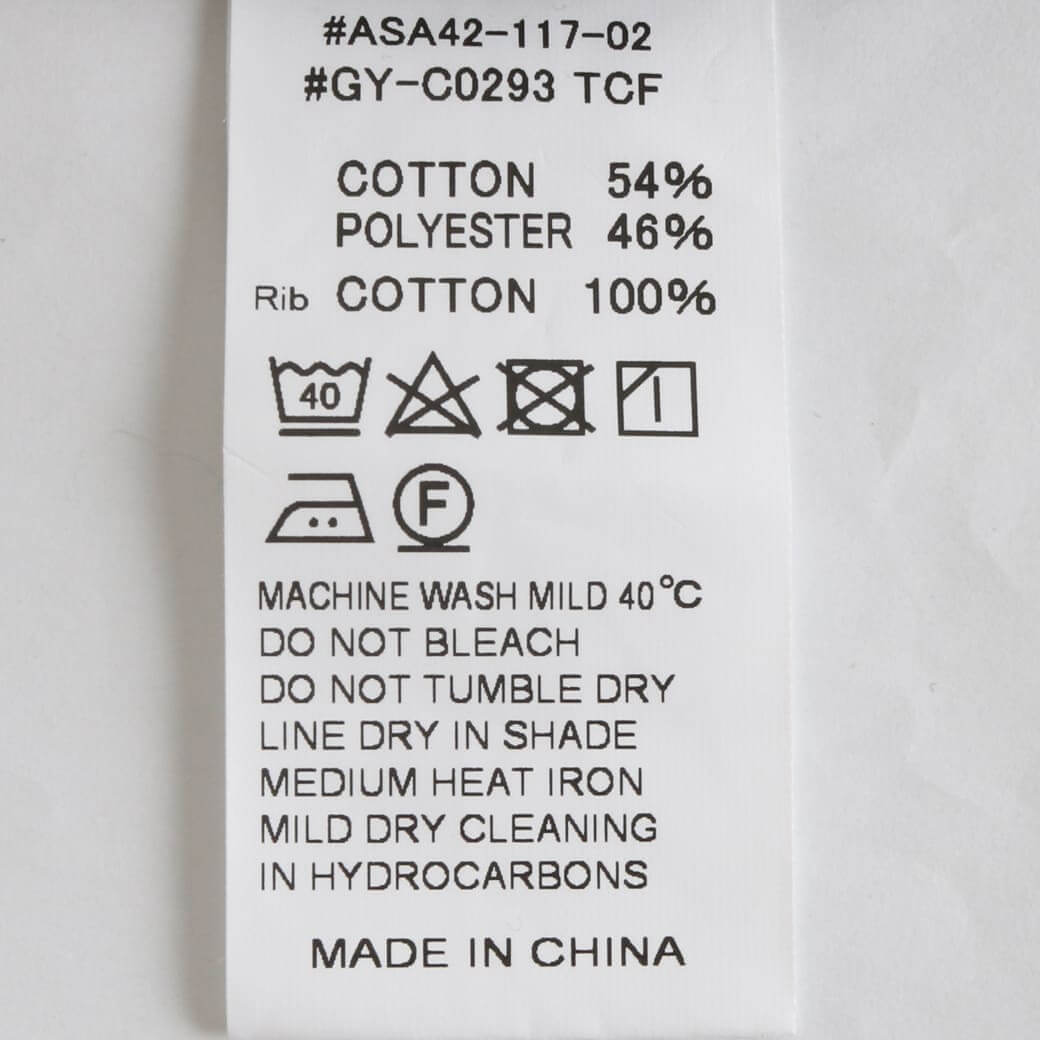 #ASA42-117-02
#GY-C0293 TCF
COTTON 54%
POLYESTER 46%
Rib COTTON 100%
40
F
MACHINE WASH MILD 40℃
DO NOT BLEACH
DO NOT TUMBLE DRY
LINE DRY IN SHADE
MEDIUM HEAT IRON
MILD DRY CLEANING
IN HYDROCARBONS
MADE IN CHINA